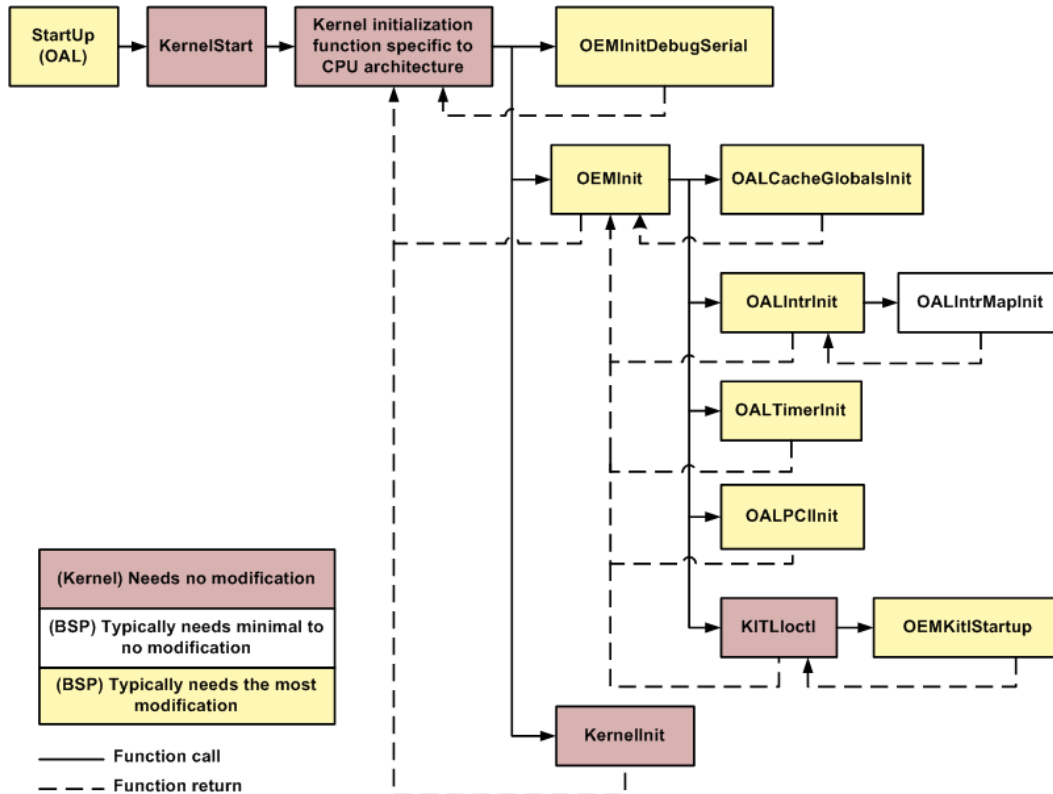 StartUp
(OAL)
KernelStart
Kernel initialization
function specific to
CPU architecture
OEMInitDebugSerial
OEMInit
OALCacheGlobalsInit
OALIntrInit
OALIntrMapInit
OALTimerInit
OALPCIInit
KITLIoctl
OEMKitlStartup
KernelInit
(Kernel) Needs no modification
(BSP) Typically needs minimal to
no modification
(BSP) Typically needs the most
modification
Function call
Function return